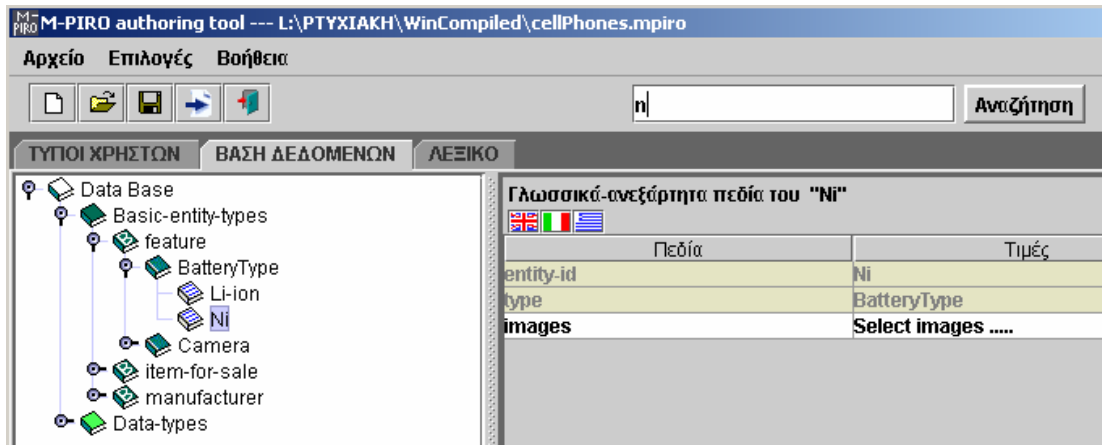 M-PIRO M-PIRO authoring tool --- L:\ΡΤΥΧΙΑΚΗ\WinCompiled\cellPhones.mpiro
Αρχείο Επιλογές Βοήθεια
n Αναζήτηση
ΤΥΠΟΙ ΧΡΗΣΤΩΝ ΒΑΣΗ ΔΕΔΟΜΕΝΩΝ ΛΕΞΙΚΟ
Data Base
Basic-entity-types
feature
BatteryType
Li-ion
Ni
Camera
item-for-sale
manufacturer
Data-types
Γλωσσικά-ανεξάρτητα πεδία του "Ni"
Πεδία Τιμές
entity-id Ni
type BatteryType
images Select images .....